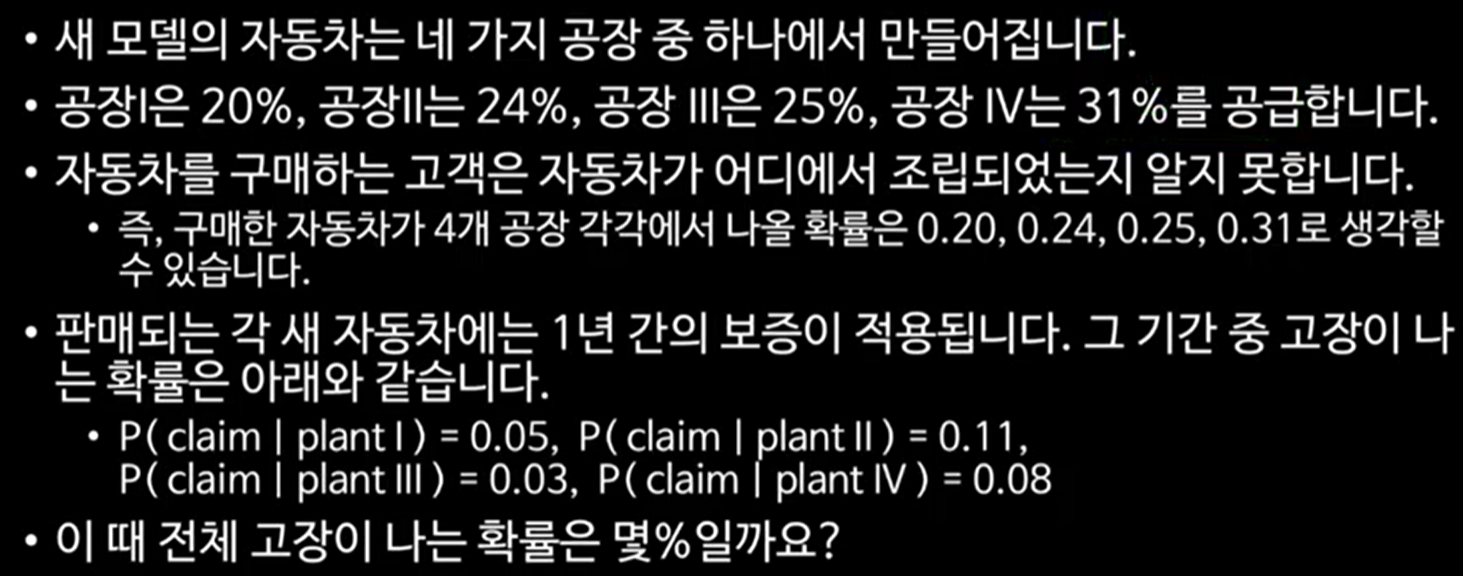 • 새 모델의 자동차는 네 가지 공장 중 하나에서 만들어집니다.
• 공장I은 20%, 공장II는 24%, 공장 III은 25%, 공장 IV는 31%를 공급합니다.
• 자동차를 구매하는 고객은 자동차가 어디에서 조립되었는지 알지 못합니다.
• 즉, 구매한 자동차가 4개 공장 각각에서 나올 확률은 0.20, 0.24, 0.25, 0.31로 생각할
수 있습니다.
• 판매되는 각 새 자동차에는 1년 간의 보증이 적용됩니다. 그 기간 중 고장이 나
는 확률은 아래와 같습니다.
• P( claim | plant I ) = 0.05, P( claim | plant II ) = 0.11,
P( claim | plant III ) = 0.03, P( claim | plant IV ) = 0.08
• 이 때 전체 고장이 나는 확률은 몇%일까요?